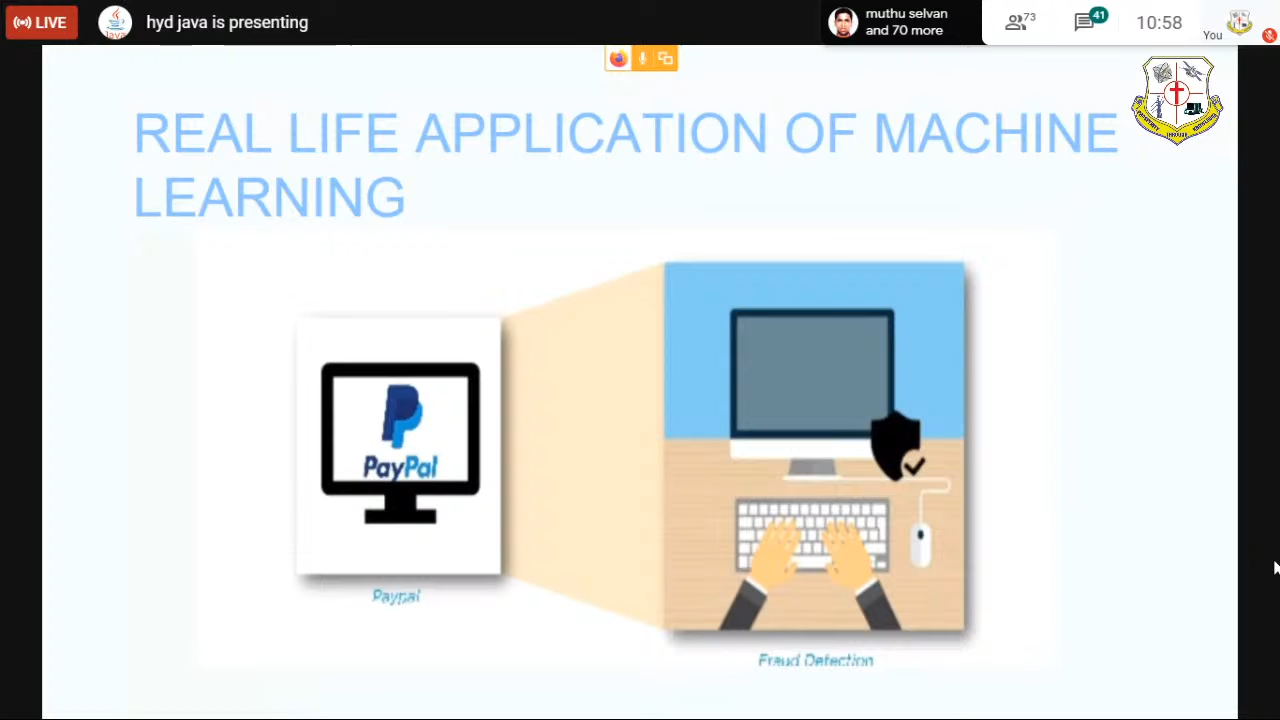 LIVE
hyd java is presenting
muthu selvan
and 70 more
73
41
10:58
You
Java
REAL LIFE APPLICATION OF MACHINE
LEARNING
PayPal
Paypal
Fraud Detection